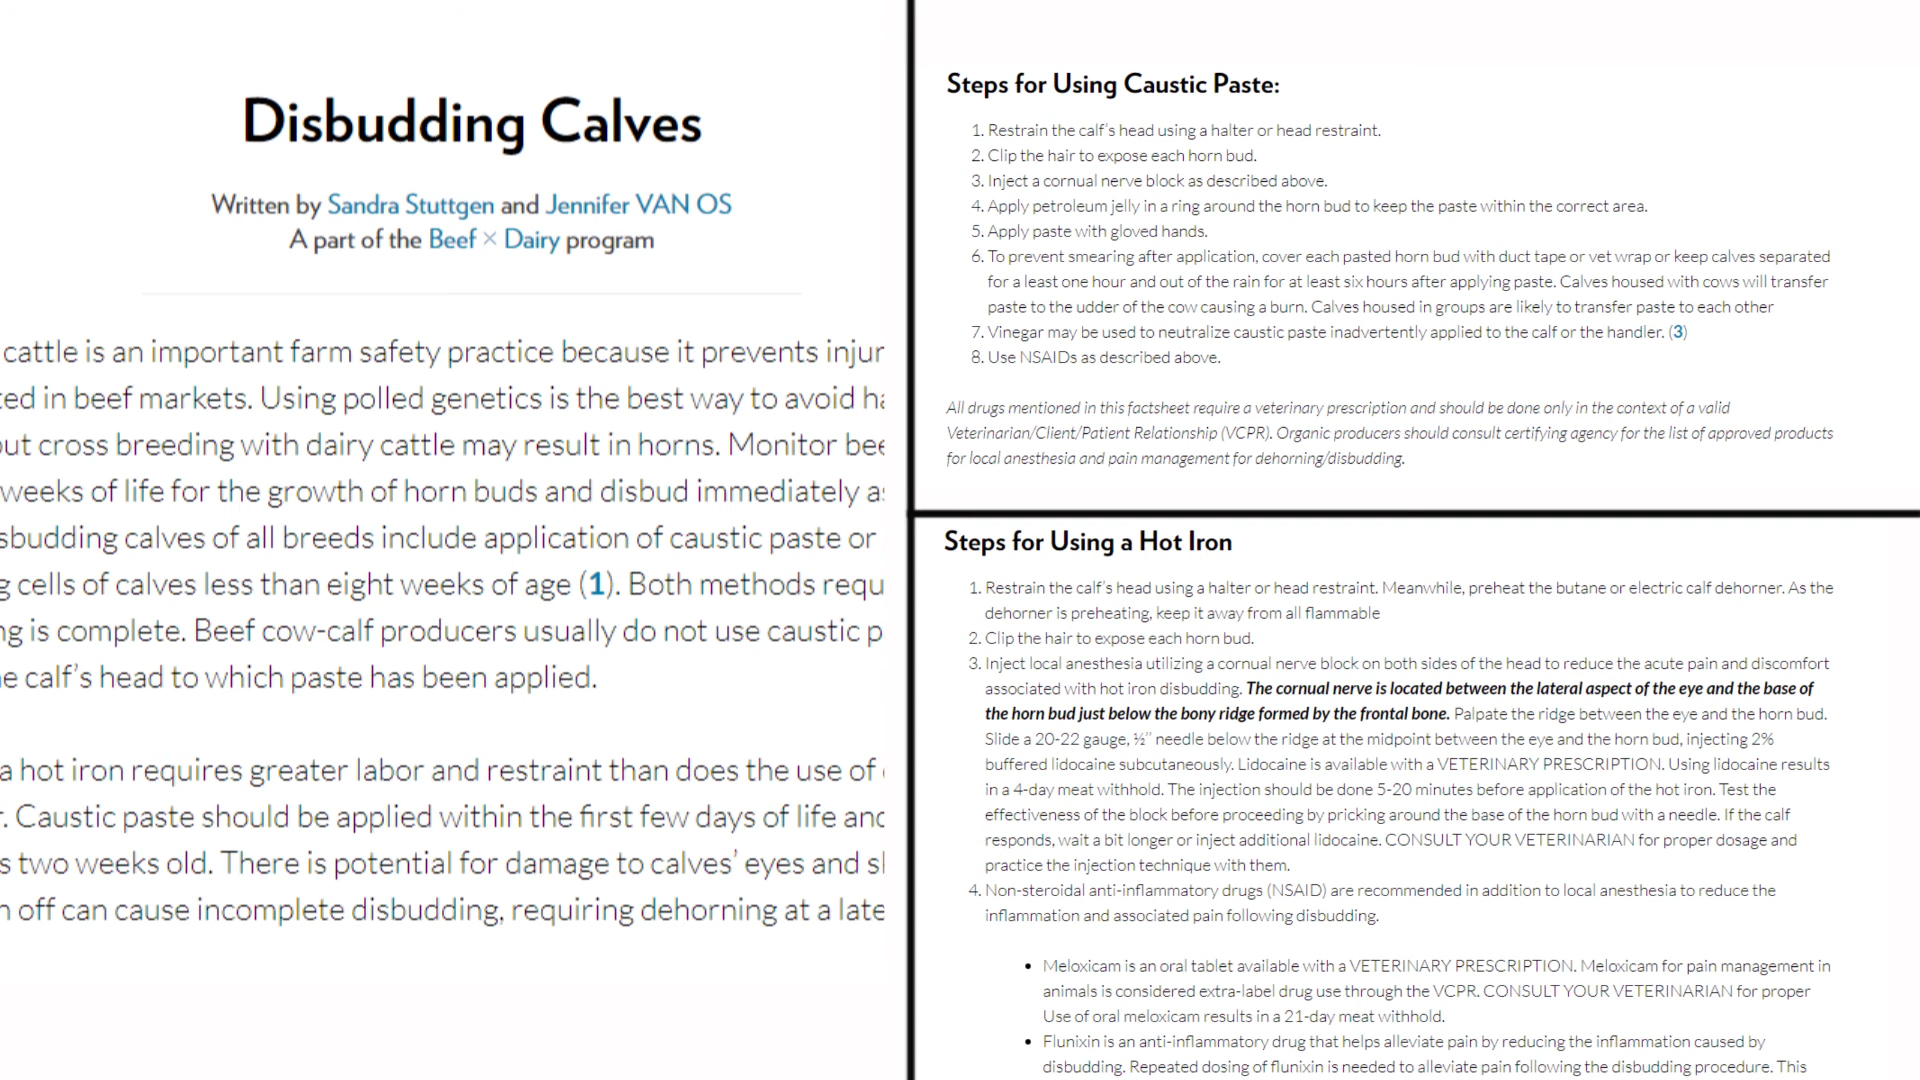 Disbudding Calves
Written by Sandra Stuttgen and Jennifer VAN OS
A part of the Beef × Dairy program
cattle is an important farm safety practice because it prevents injur
ed in beef markets. Using polled genetics is the best way to avoid ha
ut cross breeding with dairy cattle may result in horns. Monitor bee
weeks of life for the growth of horn buds and disbud immediately as
sbudding calves of all breeds include application of caustic paste or
g cells of calves less than eight weeks of age (1). Both methods requ
ng is complete. Beef cow-calf producers usually do not use caustic p
e calf's head to which paste has been applied.
a hot iron requires greater labor and restraint than does the use of
r. Caustic paste should be applied within the first few days of life and
s two weeks old. There is potential for damage to calves' eyes and sk
n off can cause incomplete disbudding, requiring dehorning at a late
Steps for Using Caustic Paste:
1. Restrain the calf's head using a halter or head restraint.
2. Clip the hair to expose each horn bud.
3. Inject a cornual nerve block as described above.
4. Apply petroleum jelly in a ring around the horn bud to keep the paste within the correct area.
5. Apply paste with gloved hands.
6. To prevent smearing after application, cover each pasted horn bud with duct tape or vet wrap or keep calves separated
for a least one hour and out of the rain for at least six hours after applying paste. Calves housed with cows will transfer
paste to the udder of the cow causing a burn. Calves housed in groups are likely to transfer paste to each other
7. Vinegar may be used to neutralize caustic paste inadvertently applied to the calf or the handler. (3)
8. Use NSAIDs as described above.
All drugs mentioned in this factsheet require a veterinary prescription and should be done only in the context of a valid
Veterinarian/Client/Patient Relationship (VCPR). Organic producers should consult certifying agency for the list of approved products
for local anesthesia and pain management for dehorning/disbudding.
Steps for Using a Hot Iron
1. Restrain the calf's head using a halter or head restraint. Meanwhile, preheat the butane or electric calf dehorner. As the
dehorner is preheating, keep it away from all flammable
2. Clip the hair to expose each horn bud.
3. Inject local anesthesia utilizing a cornual nerve block on both sides of the head to reduce the acute pain and discomfort
associated with hot iron disbudding. The cornual nerve is located between the lateral aspect of the eye and the base of
the horn bud just below the bony ridge formed by the frontal bone. Palpate the ridge between the eye and the horn bud.
Slide a 20-22 gauge, ½" needle below the ridge at the midpoint between the eye and the horn bud, injecting 2%
buffered lidocaine subcutaneously. Lidocaine is available with a VETERINARY PRESCRIPTION. Using lidocaine results
in a 4-day meat withhold. The injection should be done 5-20 minutes before application of the hot iron. Test the
effectiveness of the block before proceeding by pricking around the base of the horn bud with a needle. If the calf
responds, wait a bit longer or inject additional lidocaine. CONSULT YOUR VETERINARIAN for proper dosage and
practice the injection technique with them.
4. Non-steroidal anti-inflammatory drugs (NSAID) are recommended in addition to local anesthesia to reduce the
inflammation and associated pain following disbudding.
• Meloxicam is an oral tablet available with a VETERINARY PRESCRIPTION. Meloxicam for pain management in
animals is considered extra-label drug use through the VCPR. CONSULT YOUR VETERINARIAN for proper
Use of oral meloxicam results in a 21-day meat withhold.
• Flunixin is an anti-inflammatory drug that helps alleviate pain by reducing the inflammation caused by
disbudding. Repeated dosing of flunixin is needed to alleviate pain following the disbudding procedure. This